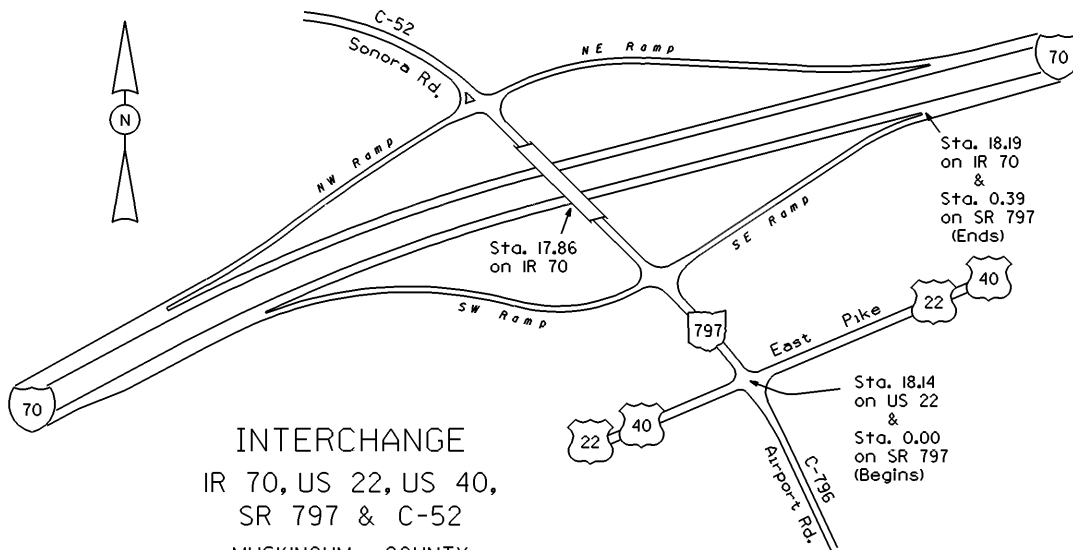 C-52
Sonora Rd.
NE Ramp
70
N
NW Ramp
Sta. 18.19
on IR 70
&
Sta. 0.39
on SR 797
(Ends)
Sta. 17.86
on IR 70
SE Ramp
SW Ramp
40
22
797
East Pike
70
Sta. 18.14
on US 22
&
Sta. 0.00
on SR 797
(Begins)
40
22
C-796
Airport Rd.
INTERCHANGE
IR 70, US 22, US 40,
SR 797 & C-52
MUSKINGUM COUNTY